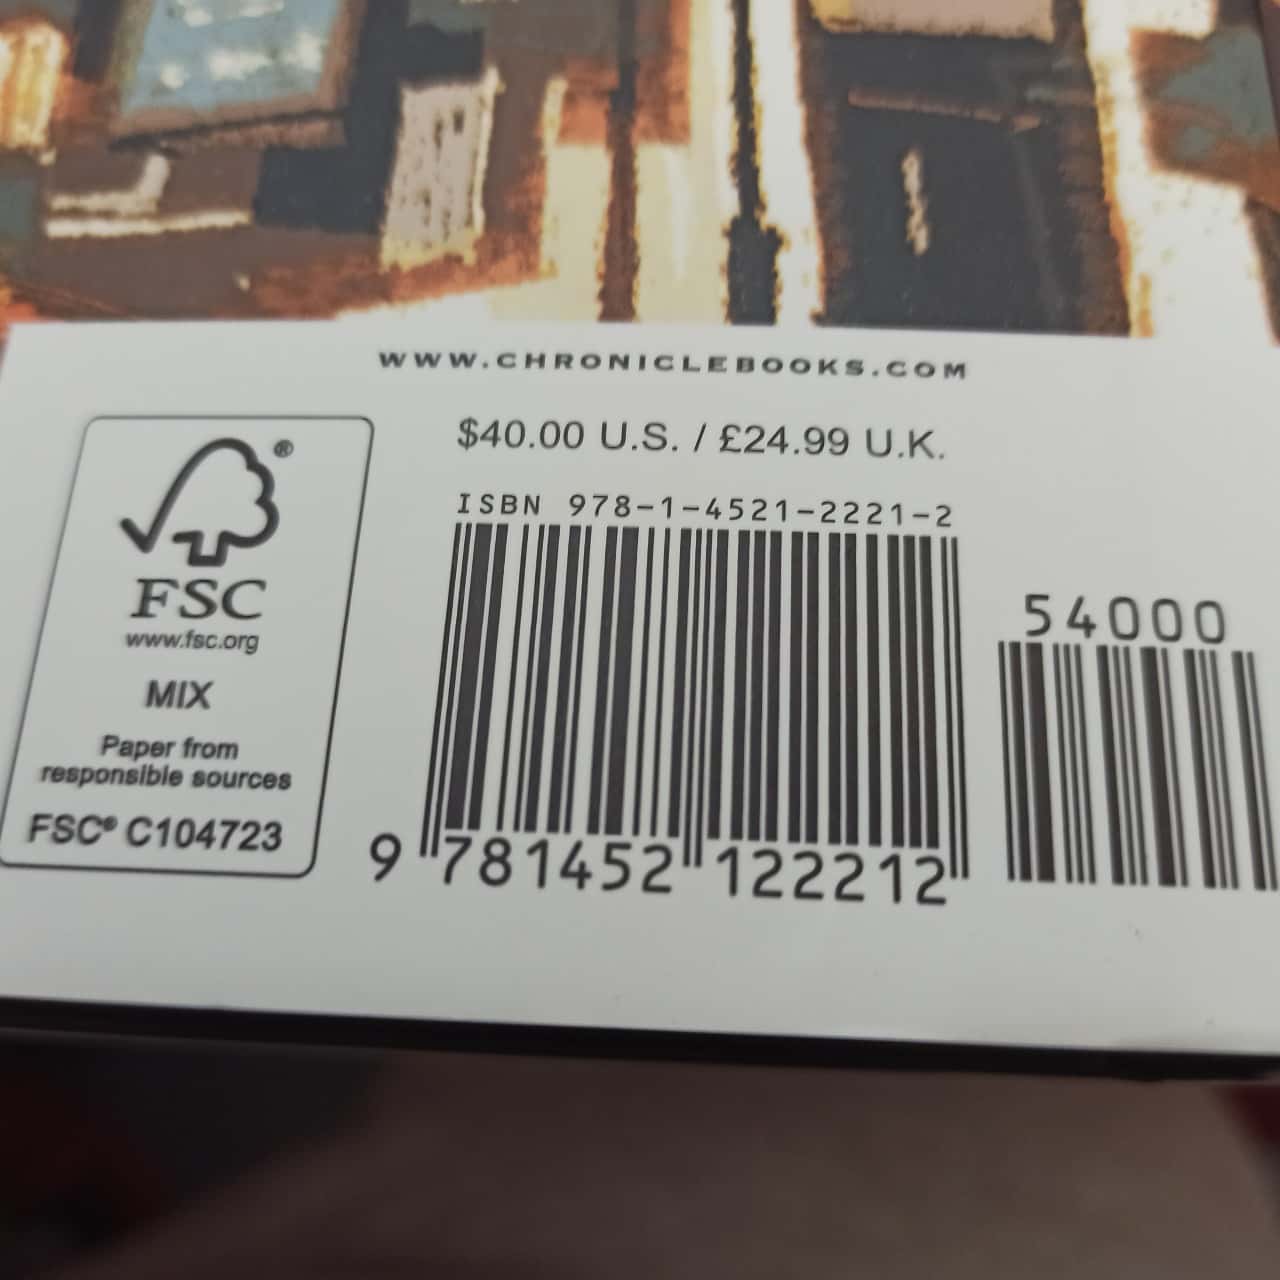 WWW.CHRONICLEBOOKS.COM
$40.00 U.S. / £24.99 U.K.
ISBN 978-1-4521-2221-2
54000
9 781452 122212
®
FSC
www.fsc.org
MIX
Paper from
responsible sources
FSC® C104723